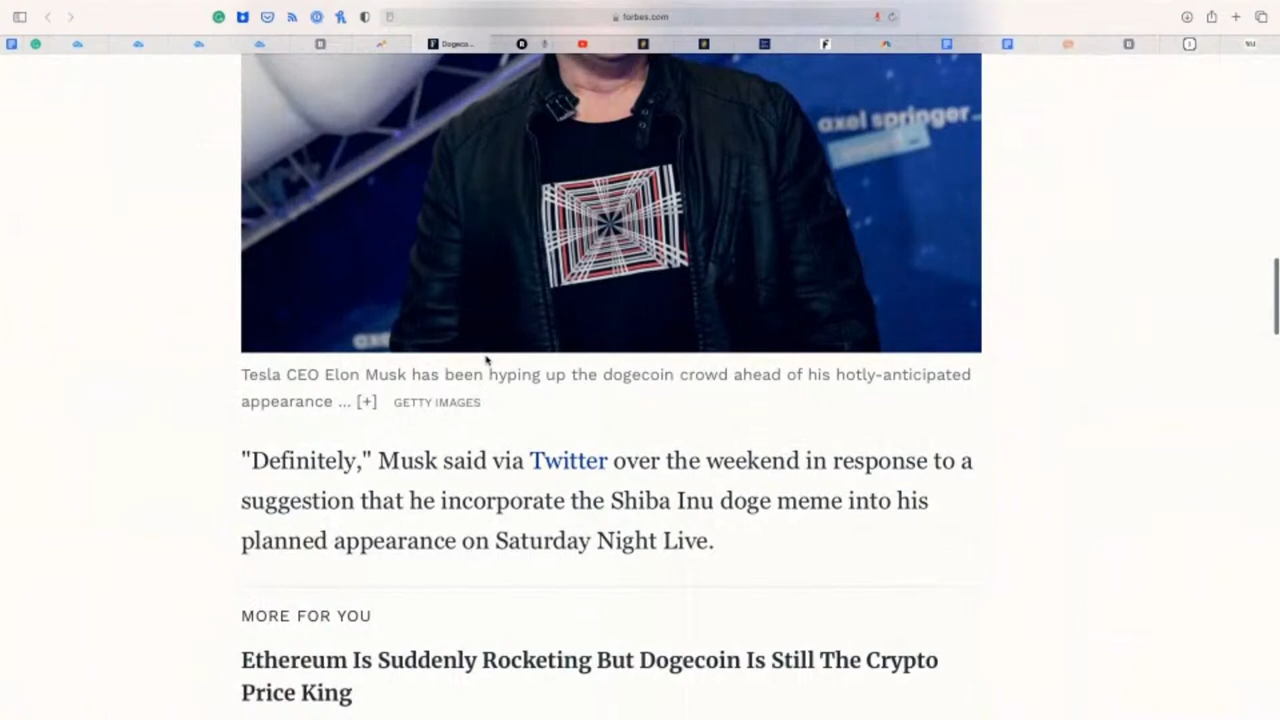 forbes.com
Dogeco...
axel springer
Tesla CEO Elon Musk has been hyping up the dogecoin crowd ahead of his hotly-anticipated
appearance ... [+] GETTY IMAGES
"Definitely," Musk said via Twitter over the weekend in response to a
suggestion that he incorporate the Shiba Inu doge meme into his
planned appearance on Saturday Night Live.
MORE FOR YOU
Ethereum Is Suddenly Rocketing But Dogecoin Is Still The Crypto
Price King